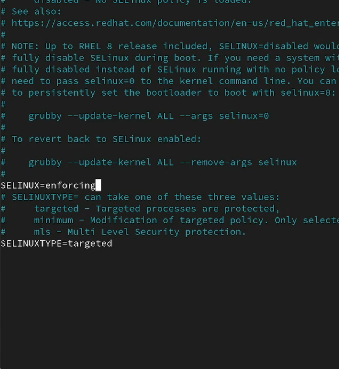 #     disabled - No SELinux policy is loaded.
# See also:
# https://access.redhat.com/documentation/en-us/red_hat_enter
#
# NOTE: Up to RHEL 8 release included, SELINUX=disabled would
# fully disable SELinux during boot. If you need a system wit
# fully disabled instead of SELinux running with no policy lo
# need to pass selinux=0 to the kernel command line. You can
# to persistently set the bootloader to boot with selinux=0:
#
#    grubby --update-kernel ALL --args selinux=0
#
# To revert back to SELinux enabled:
#
#    grubby --update-kernel ALL --remove-args selinux
#
SELINUX=enforcing
# SELINUXTYPE= can take one of these three values:
#     targeted - Targeted processes are protected,
#     minimum - Modification of targeted policy. Only selecte
#     mls - Multi Level Security protection.
SELINUXTYPE=targeted